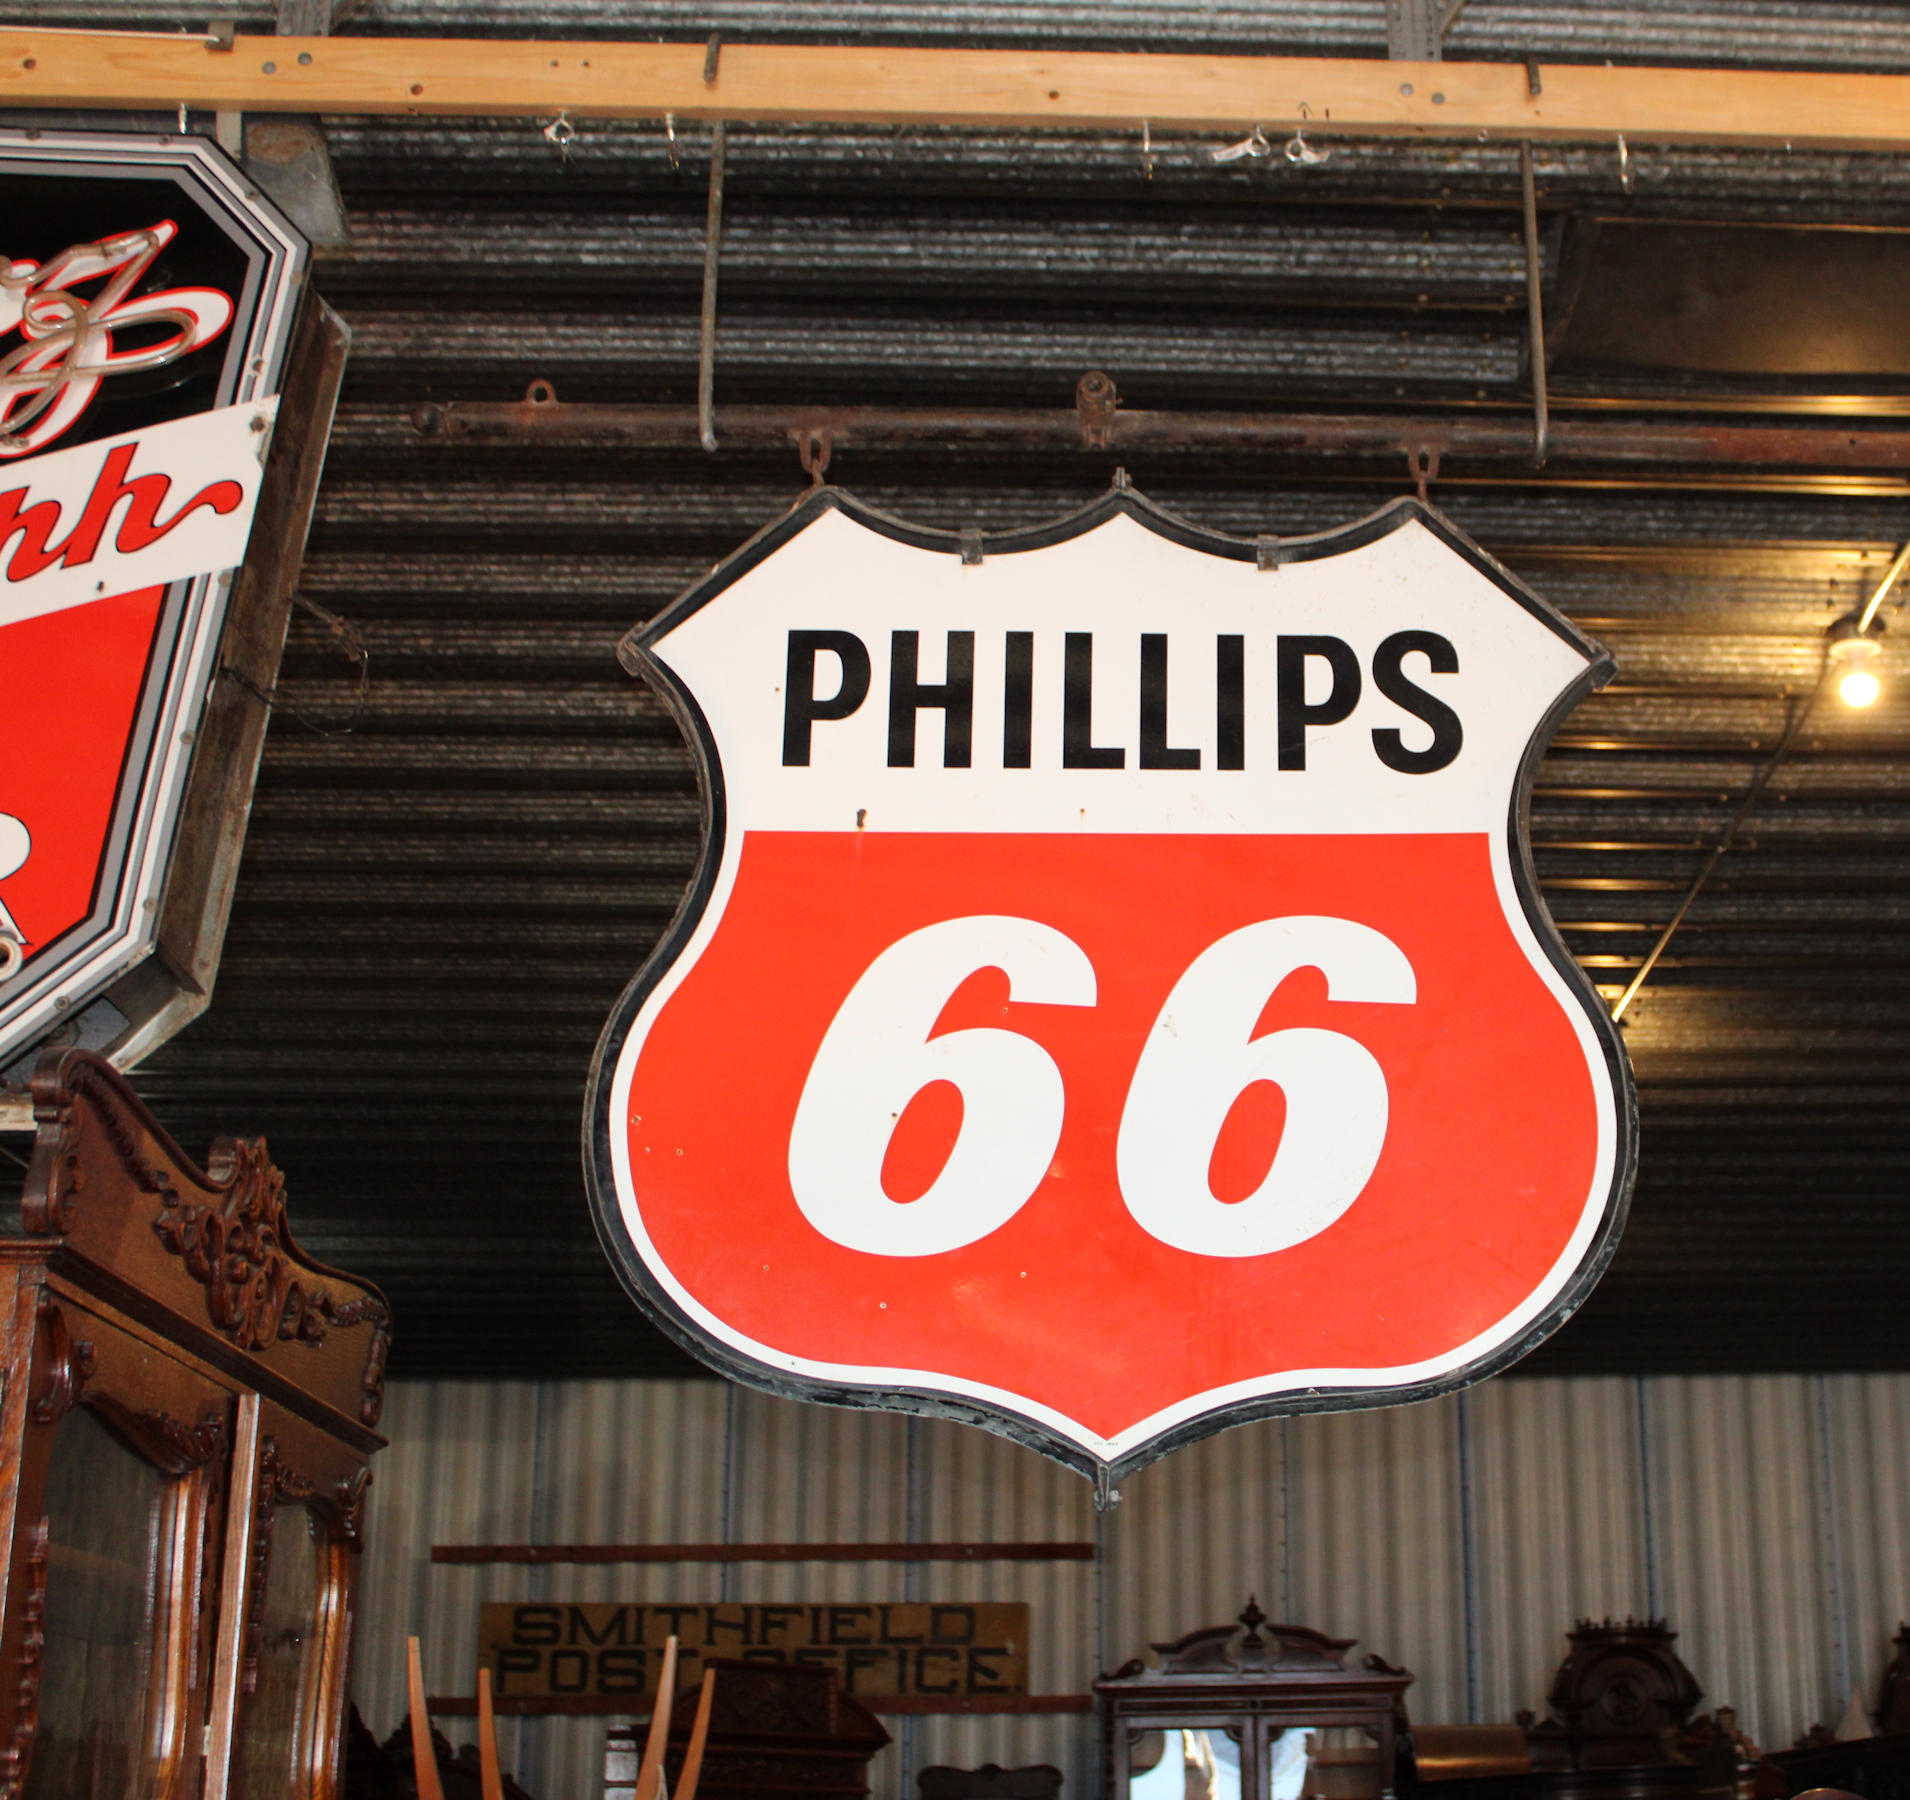 PHILLIPS
66
SMITHFIELD
POST OFFICE